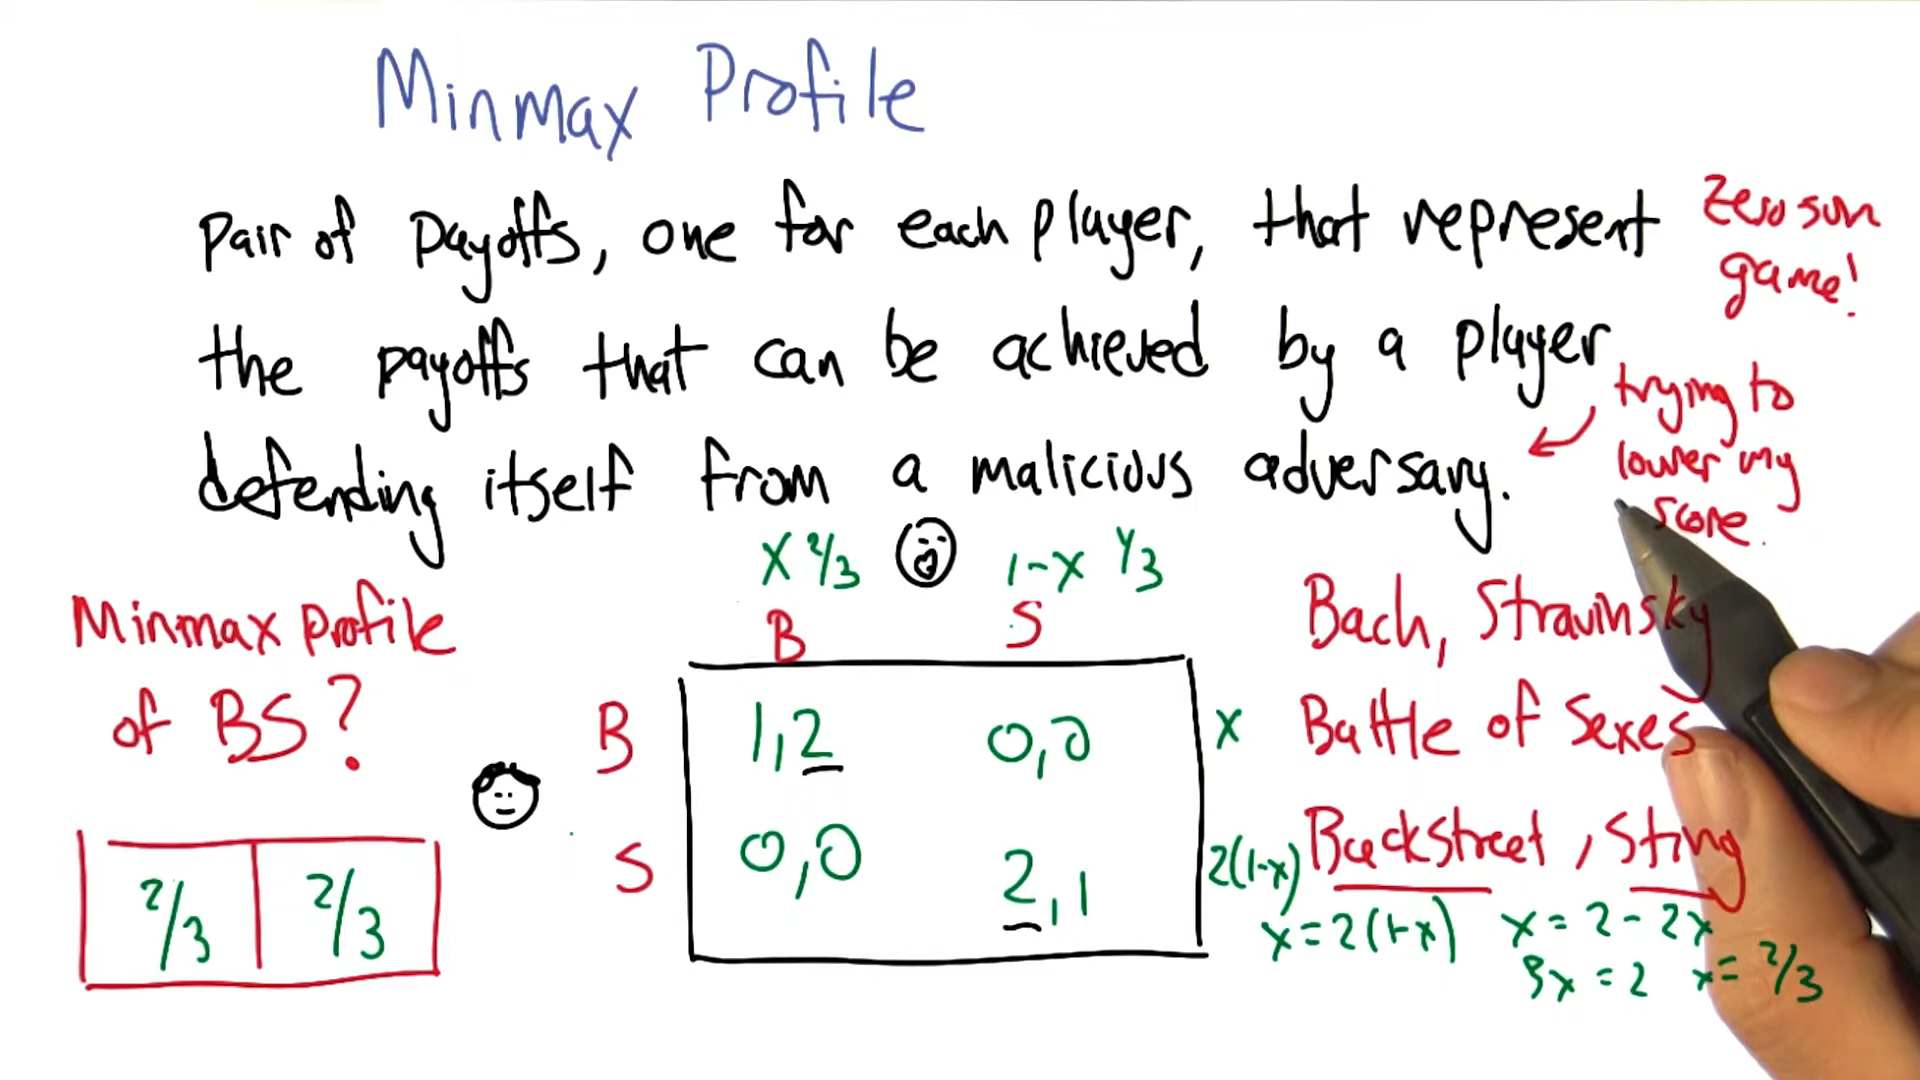 Minmax Profile
pair of payoffs, one for each player, that represent
the payoffs that can be achieved by a player
defending itself from a malicious adversary.
Zero sum
game!
trying to
lower my
score.
Minmax profile
of BS?
2/3 2/3
x 2/3 1-x 1/3
B S
B 1,2 0,0 x
S 0,0 2,1 2(1-x)
Bach, Stravinsky
Battle of Sexes
Backstreet, Sting
x=2(1-x) x=2-2x
3x=2 x=2/3